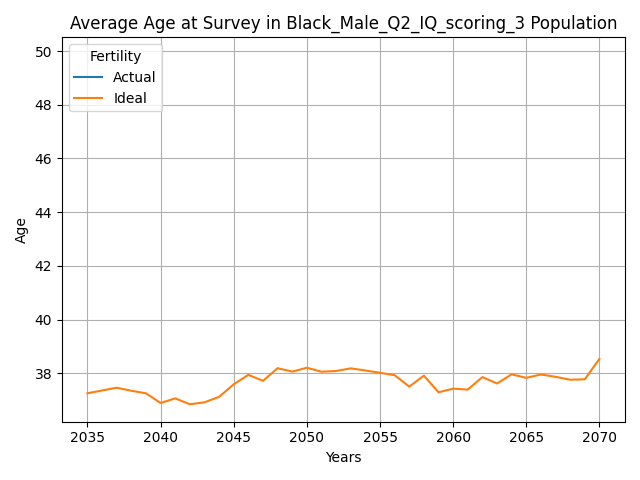 Average Age at Survey in Black_Male_Q2_IQ_scoring_3 Population
Fertility
Actual
Ideal
50
48
46
44
42
40
38
Age
2035 2040 2045 2050 2055 2060 2065 2070
Years